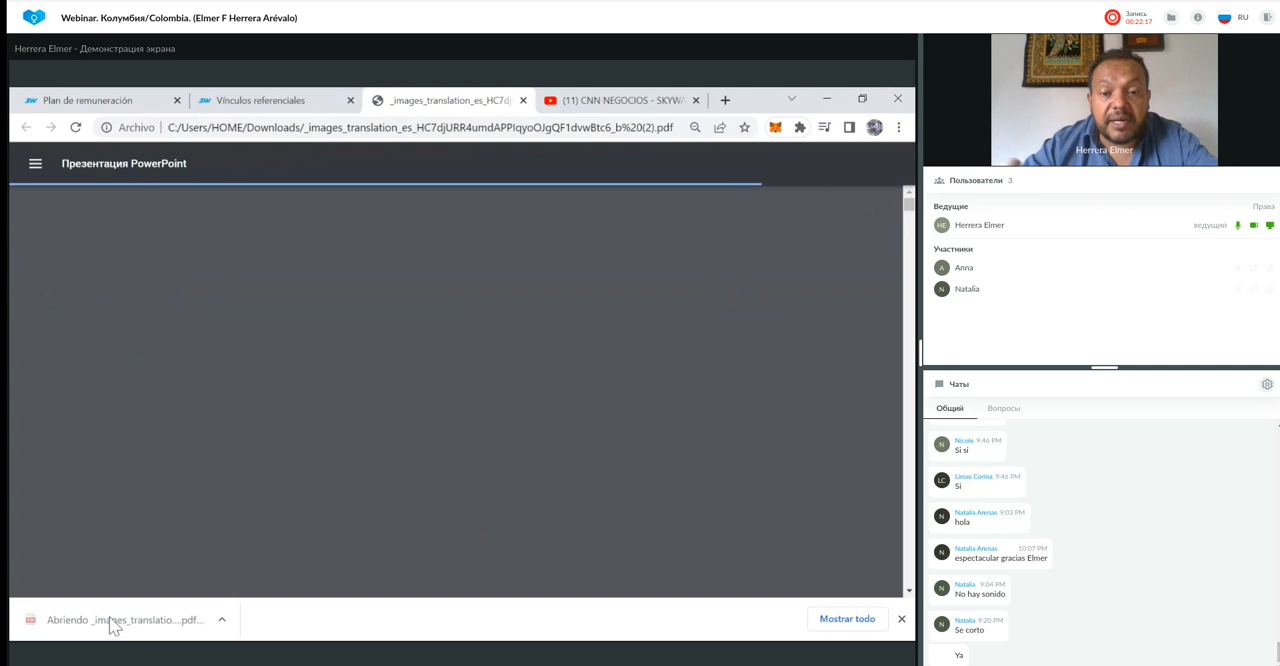 Webinar. Колумбия/Colombia. (Elmer F Herrera Arévalo)
Запись
00:22:17
RU
Herrera Elmer - Демонстрация экрана
Plan de remuneración
Vínculos referenciales
_images_translation_es_HC7dj
(11) CNN NEGOCIOS - SKYWA
Archivo
C:/Users/HOME/Downloads/_images_translation_es_HC7djURR4umdAPPIqyoOJgQF1dvwBtc6_b%20(2).pdf
Презентация PowerPoint
Abriendo _images_translatio....pdf...
Mostrar todo
Herrera Elmer
Пользователи 3
Ведущие
Права
HE
Herrera Elmer
ведущий
Участники
A
Anna
N
Natalia
Чаты
Общий
Вопросы
N
Nicole 9:46 PM
Si si
LC
Limas Corina 9:46 PM
Si
N
Natalia Arenas 9:03 PM
hola
N
Natalia Arenas 10:07 PM
espectacular gracias Elmer
N
Natalia 9:04 PM
No hay sonido
N
Natalia 9:20 PM
Se corto
Ya